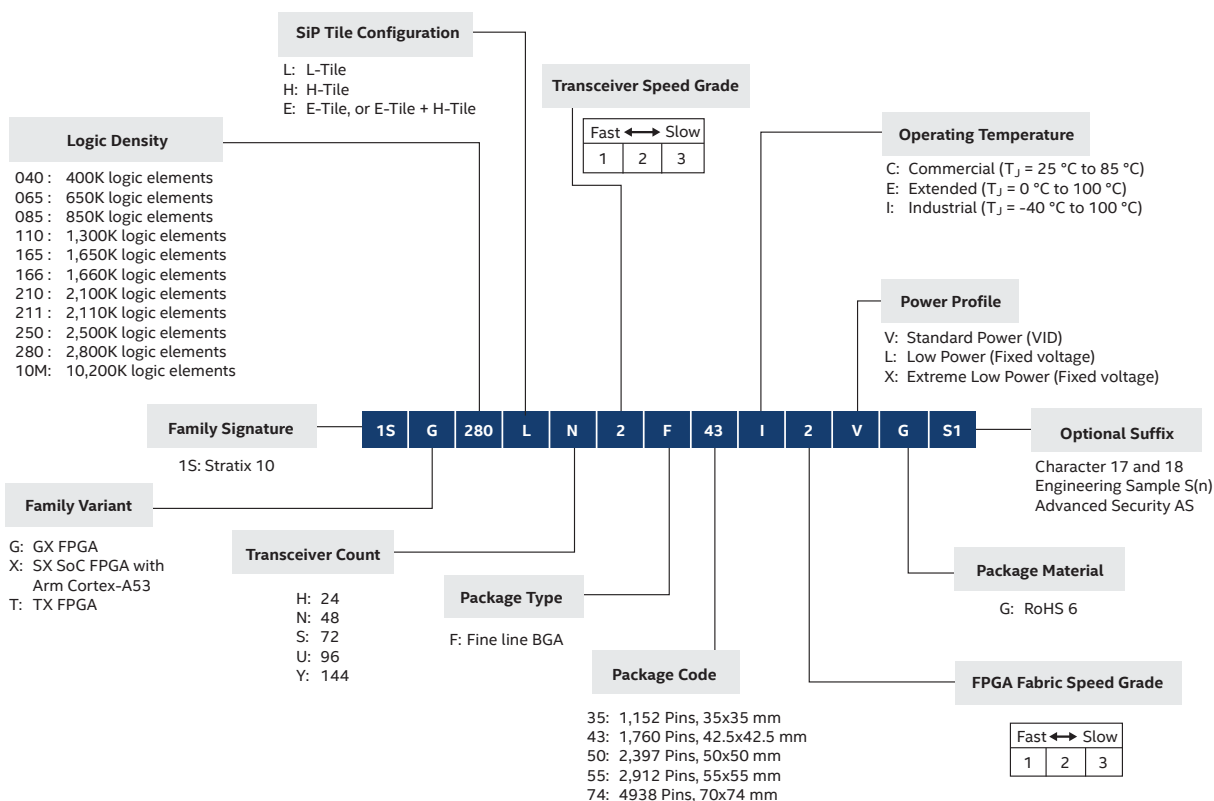 SiP Tile Configuration
L: L-Tile
H: H-Tile
E: E-Tile, or E-Tile + H-Tile
Transceiver Speed Grade
Fast ↔ Slow
1 2 3
Logic Density
040 : 400K logic elements
065 : 650K logic elements
085 : 850K logic elements
110 : 1,300K logic elements
165 : 1,650K logic elements
166 : 1,660K logic elements
210 : 2,100K logic elements
211 : 2,110K logic elements
250 : 2,500K logic elements
280 : 2,800K logic elements
10M: 10,200K logic elements
Operating Temperature
C: Commercial (TJ = 25 °C to 85 °C)
E: Extended (TJ = 0 °C to 100 °C)
I: Industrial (TJ = -40 °C to 100 °C)
Power Profile
V: Standard Power (VID)
L: Low Power (Fixed voltage)
X: Extreme Low Power (Fixed voltage)
Family Signature
1S: Stratix 10
1S G 280 L N 2 F 43 I 2 V G S1
Optional Suffix
Character 17 and 18
Engineering Sample S(n)
Advanced Security AS
Family Variant
G: GX FPGA
X: SX SoC FPGA with
Arm Cortex-A53
T: TX FPGA
Transceiver Count
H: 24
N: 48
S: 72
U: 96
Y: 144
Package Type
F: Fine line BGA
Package Code
35: 1,152 Pins, 35x35 mm
43: 1,760 Pins, 42.5x42.5 mm
50: 2,397 Pins, 50x50 mm
55: 2,912 Pins, 55x55 mm
74: 4938 Pins, 70x74 mm
Package Material
G: RoHS 6
FPGA Fabric Speed Grade
Fast ↔ Slow
1 2 3